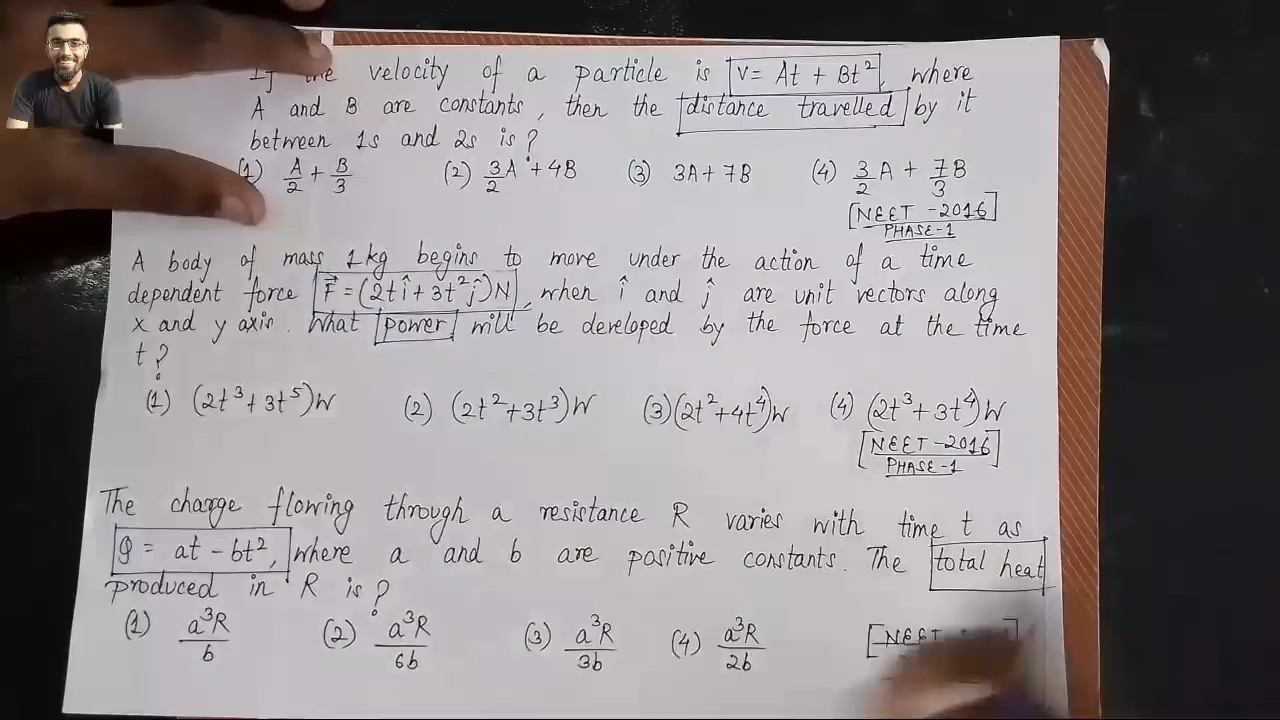 If the velocity of a particle is V = At + Bt², where
A and B are constants, then the distance travelled by it
between 1s and 2s is?
(1) A/2 + B/3 (2) 3/2 A + 4B (3) 3A + 7B (4) 3/2 A + 7/3 B
[NEET - 2016]
PHASE-1
A body of mass 1 kg begins to move under the action of a time
dependent force F⃗ = (2t î + 3t² ĵ)N, when î and ĵ are unit vectors along
x and y axis. What power will be developed by the force at the time
t?
(1) (2t³ + 3t⁵)W (2) (2t² + 3t³)W (3) (2t² + 4t⁴)W (4) (2t³ + 3t⁴)W
[NEET - 2016]
PHASE-1
The charge flowing through a resistance R varies with time t as
Q = at - bt², where a and b are positive constants. The total heat
produced in R is?
(1) a³R/b (2) a³R/6b (3) a³R/3b (4) a³R/2b [NEET